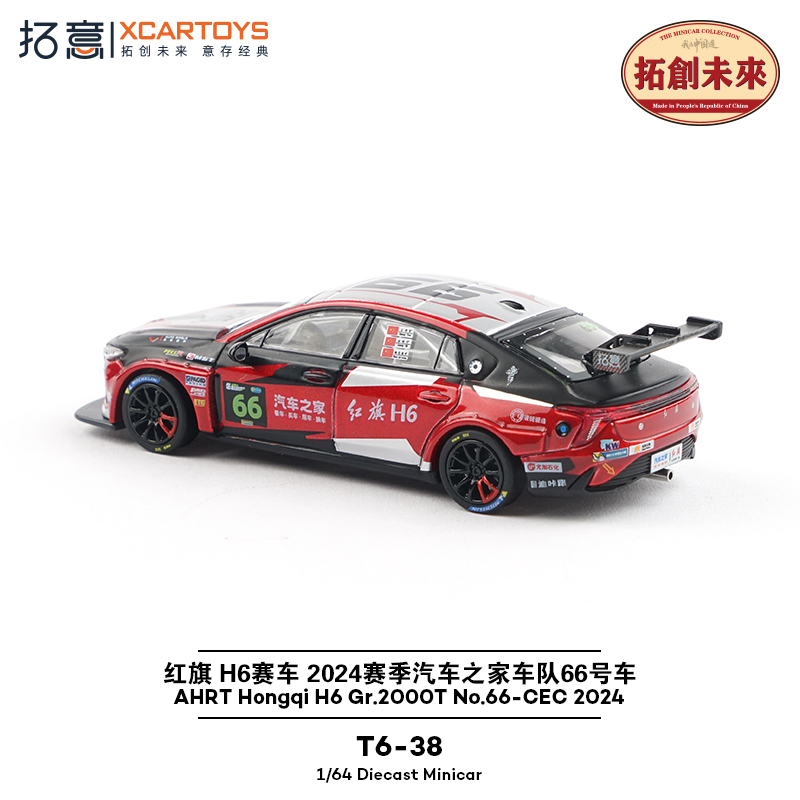 拓意 XCARTOYS
拓创未来 意存经典
THE MINICAR COLLECTION
拓創未來
Made in People's Republic of China
66
汽车之家
红旗 H6
KW
拓意
红旗 H6赛车 2024赛季汽车之家车队66号车
AHRT Hongqi H6 Gr.2000T No.66-CEC 2024
T6-38
1/64 Diecast Minicar